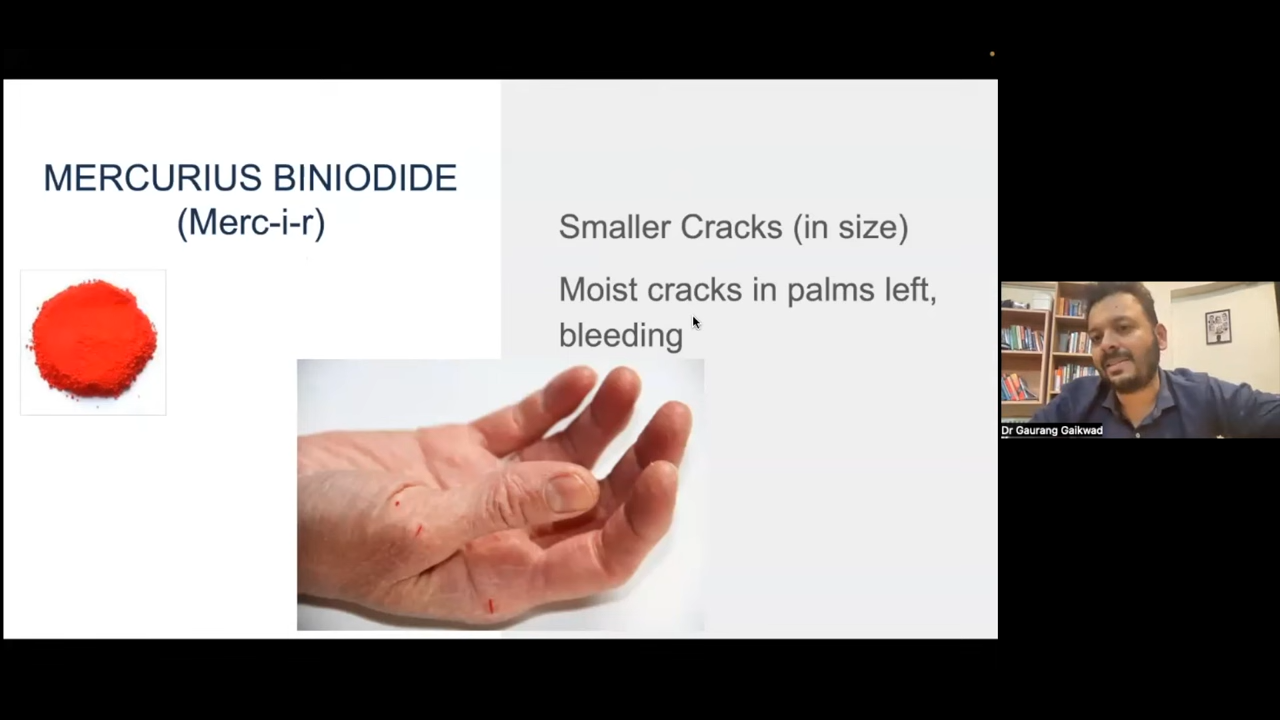 MERCURIUS BINIODIDE
(Merc-i-r)
Smaller Cracks (in size)
Moist cracks in palms left,
bleeding
Dr Gaurang Gaikwad